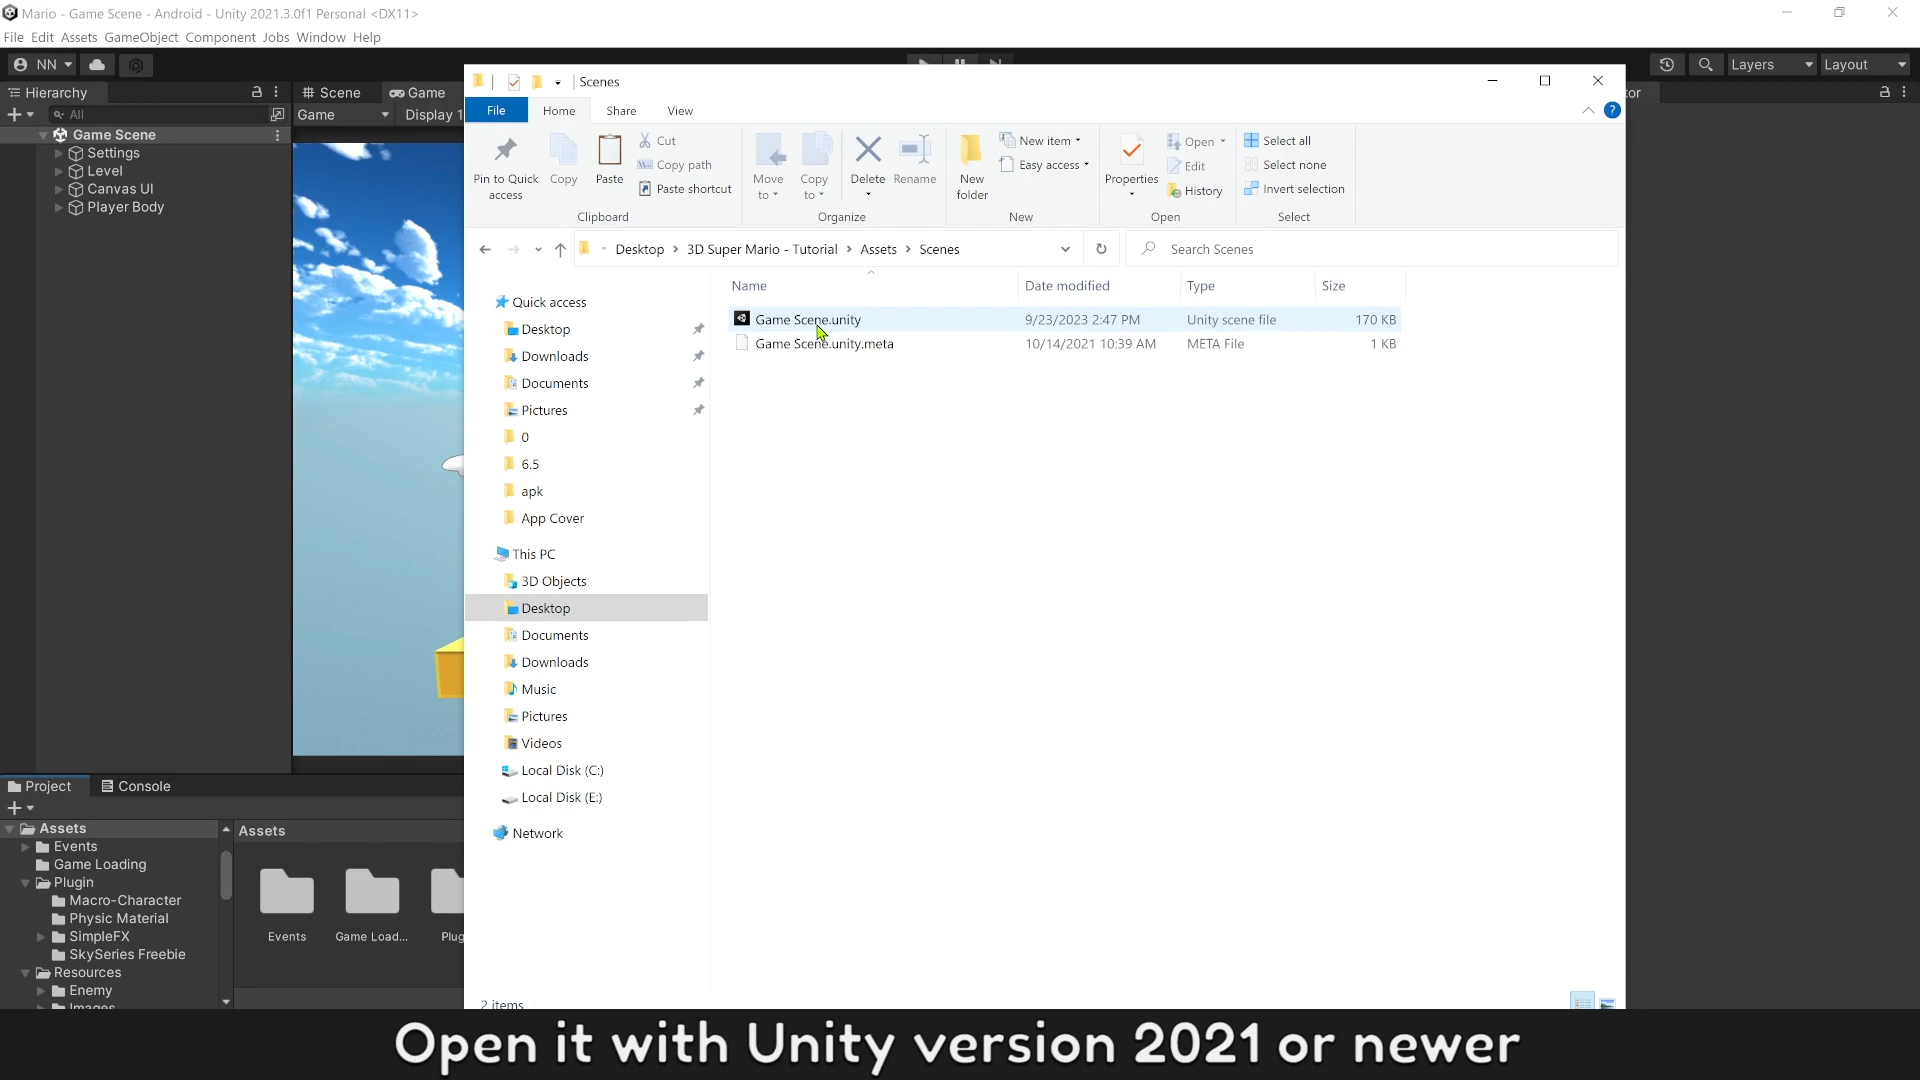 Mario - Game Scene - Android - Unity 2021.3.0f1 Personal <DX11>
File Edit Assets GameObject Component Jobs Window Help
NN
Layers
Layout
Hierarchy
Scene
Game
All
Game
Display 1
Game Scene
Settings
Level
Canvas UI
Player Body
Scenes
File
Home
Share
View
Pin to Quick access
Copy
Paste
Cut
Copy path
Paste shortcut
Clipboard
Move to
Copy to
Delete
Rename
Organize
New folder
New item
Easy access
New
Properties
Open
Edit
History
Open
Select all
Select none
Invert selection
Select
Desktop > 3D Super Mario - Tutorial > Assets > Scenes
Search Scenes
Name
Date modified
Type
Size
Game Scene.unity 9/23/2023 2:47 PM Unity scene file 170 KB
Game Scene.unity.meta 10/14/2021 10:39 AM META File 1 KB
Quick access
Desktop
Downloads
Documents
Pictures
0
6.5
apk
App Cover
This PC
3D Objects
Desktop
Documents
Downloads
Music
Pictures
Videos
Local Disk (C:)
Local Disk (E:)
Network
2 items
Project
Console
Assets
Events
Game Loading
Plugin
Macro-Character
Physic Material
SimpleFX
SkySeries Freebie
Resources
Enemy
Images
Assets
Events
Game Load...
Plug
Open it with Unity version 2021 or newer